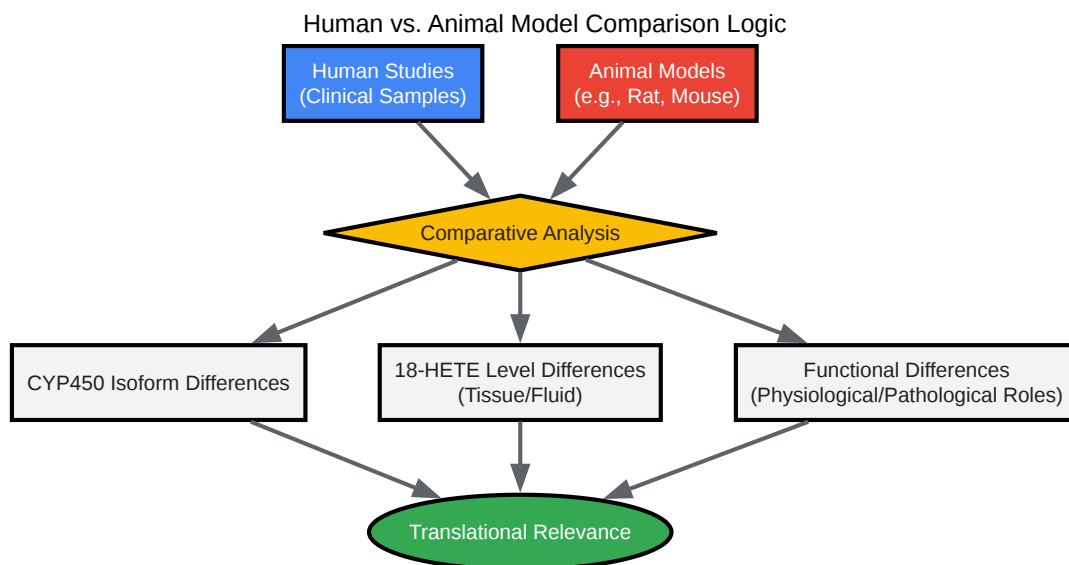 Human vs. Animal Model Comparison Logic
Human Studies
(Clinical Samples)
Animal Models
(e.g., Rat, Mouse)
Comparative Analysis
CYP450 Isoform Differences
18-HETE Level Differences
(Tissue/Fluid)
Functional Differences
(Physiological/Pathological Roles)
Translational Relevance